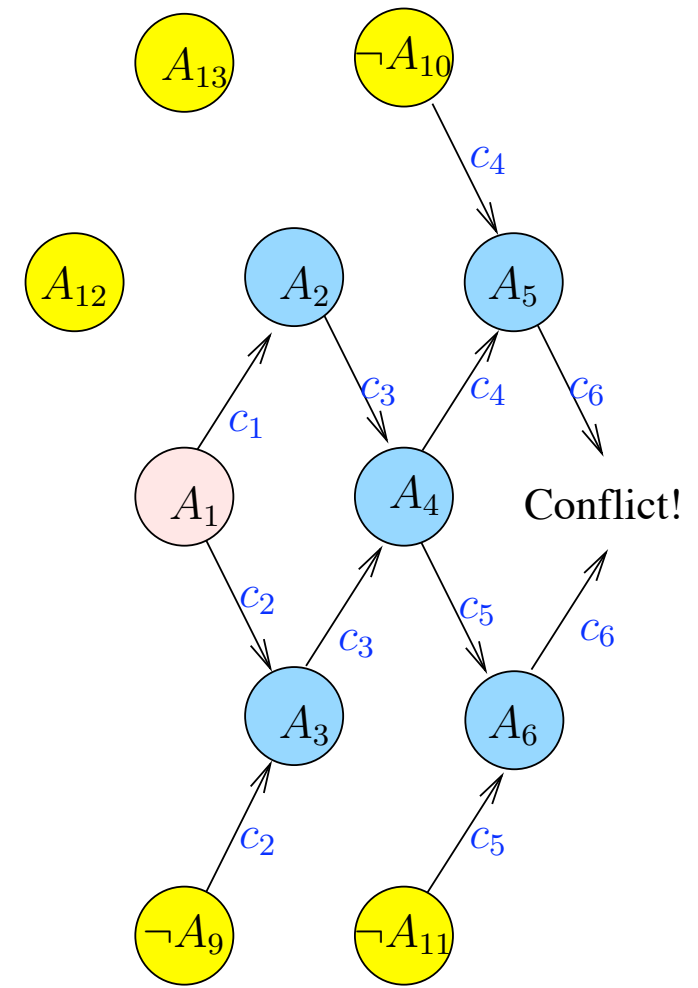 A₁₃
¬A₁₀
c₄
A₁₂
A₂
A₅
c₁
c₃
c₄
c₆
A₁
A₄
Conflict!
c₂
c₃
c₅
c₆
A₃
A₆
c₂
c₅
¬A₉
¬A₁₁